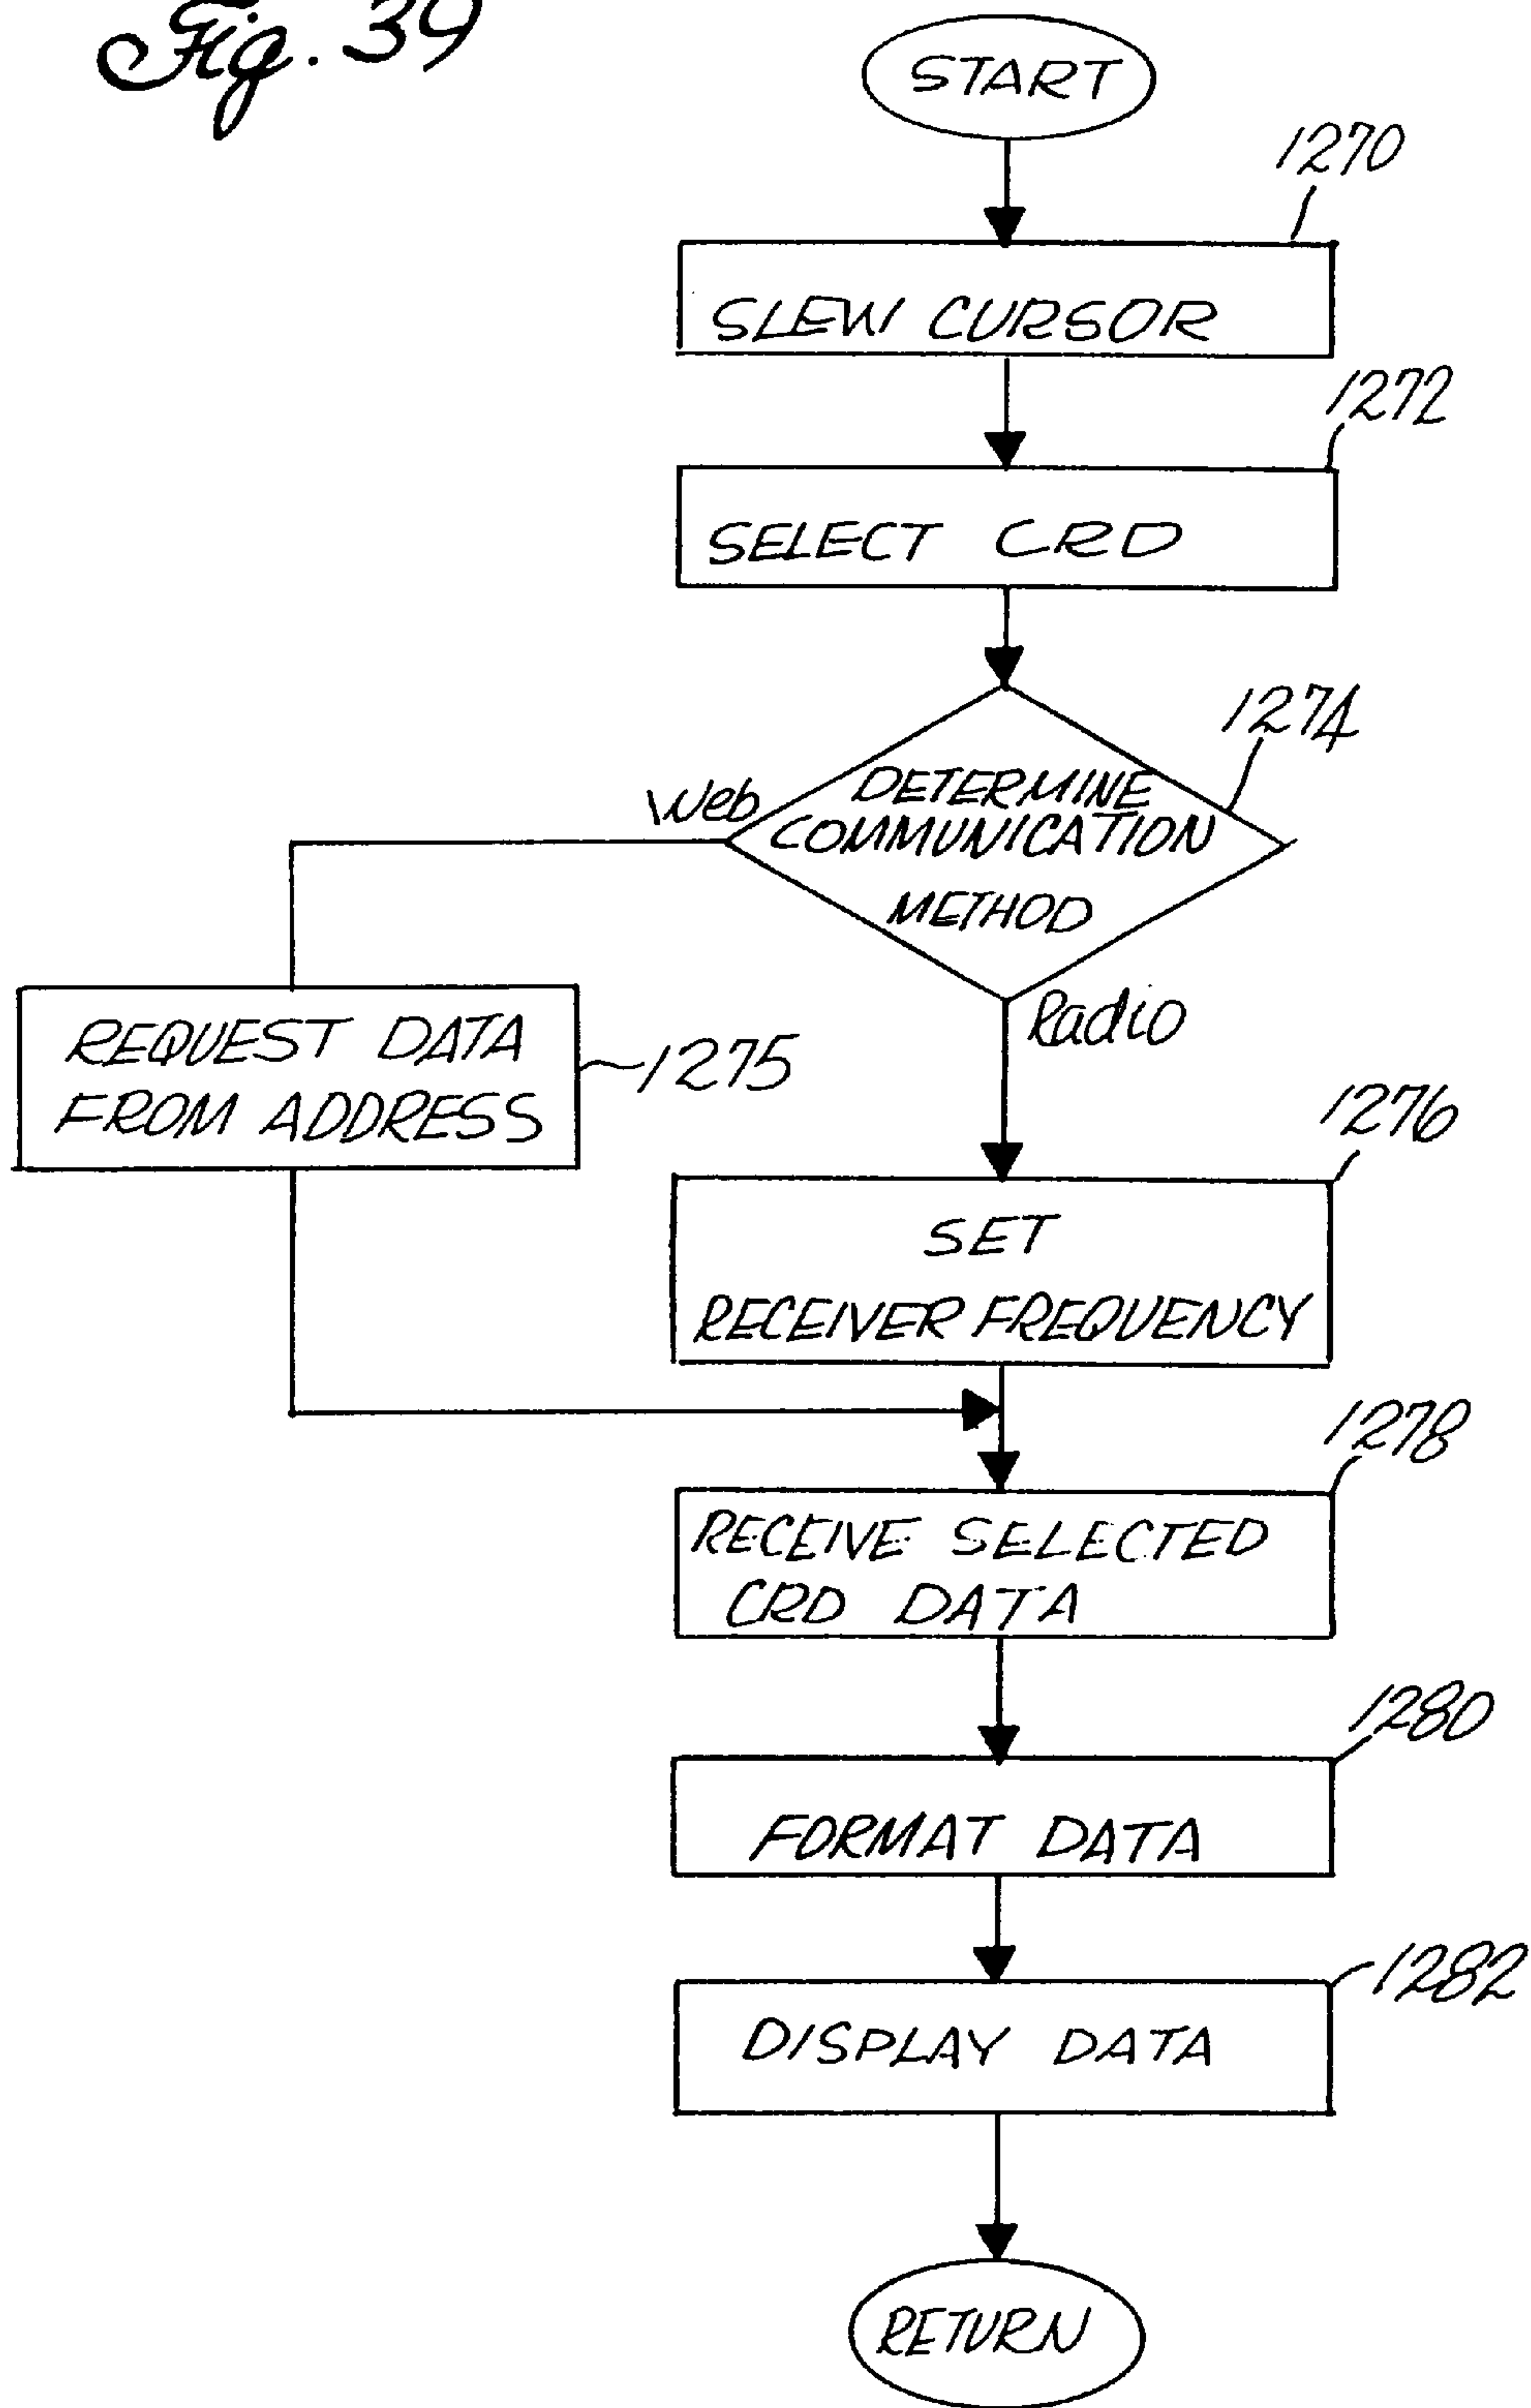 Fig. 39
START
1270
SLEW CURSOR
1272
SELECT CRD
1274
Web
DETERMINE
COMMUNICATION
METHOD
Radio
REQUEST DATA
FROM ADDRESS
1275
1276
SET
RECEIVER FREQUENCY
1278
RECEIVE SELECTED
CRD DATA
1280
FORMAT DATA
1282
DISPLAY DATA
RETURN